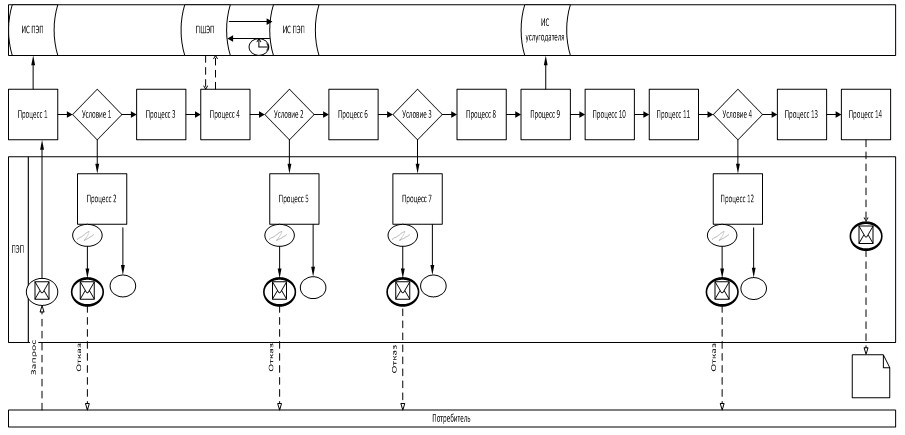 ИС ПЭП
ПШЭП
ИС ПЭП
ИС
услугодателя
Процесс 1
Условие 1
Процесс 3
Процесс 4
Условие 2
Процесс 6
Условие 3
Процесс 8
Процесс 9
Процесс 10
Процесс 11
Условие 4
Процесс 13
Процесс 14
Процесс 2
Процесс 5
Процесс 7
Процесс 12
ПЭП
Запрос
Отказ
Отказ
Отказ
Отказ
Потребитель